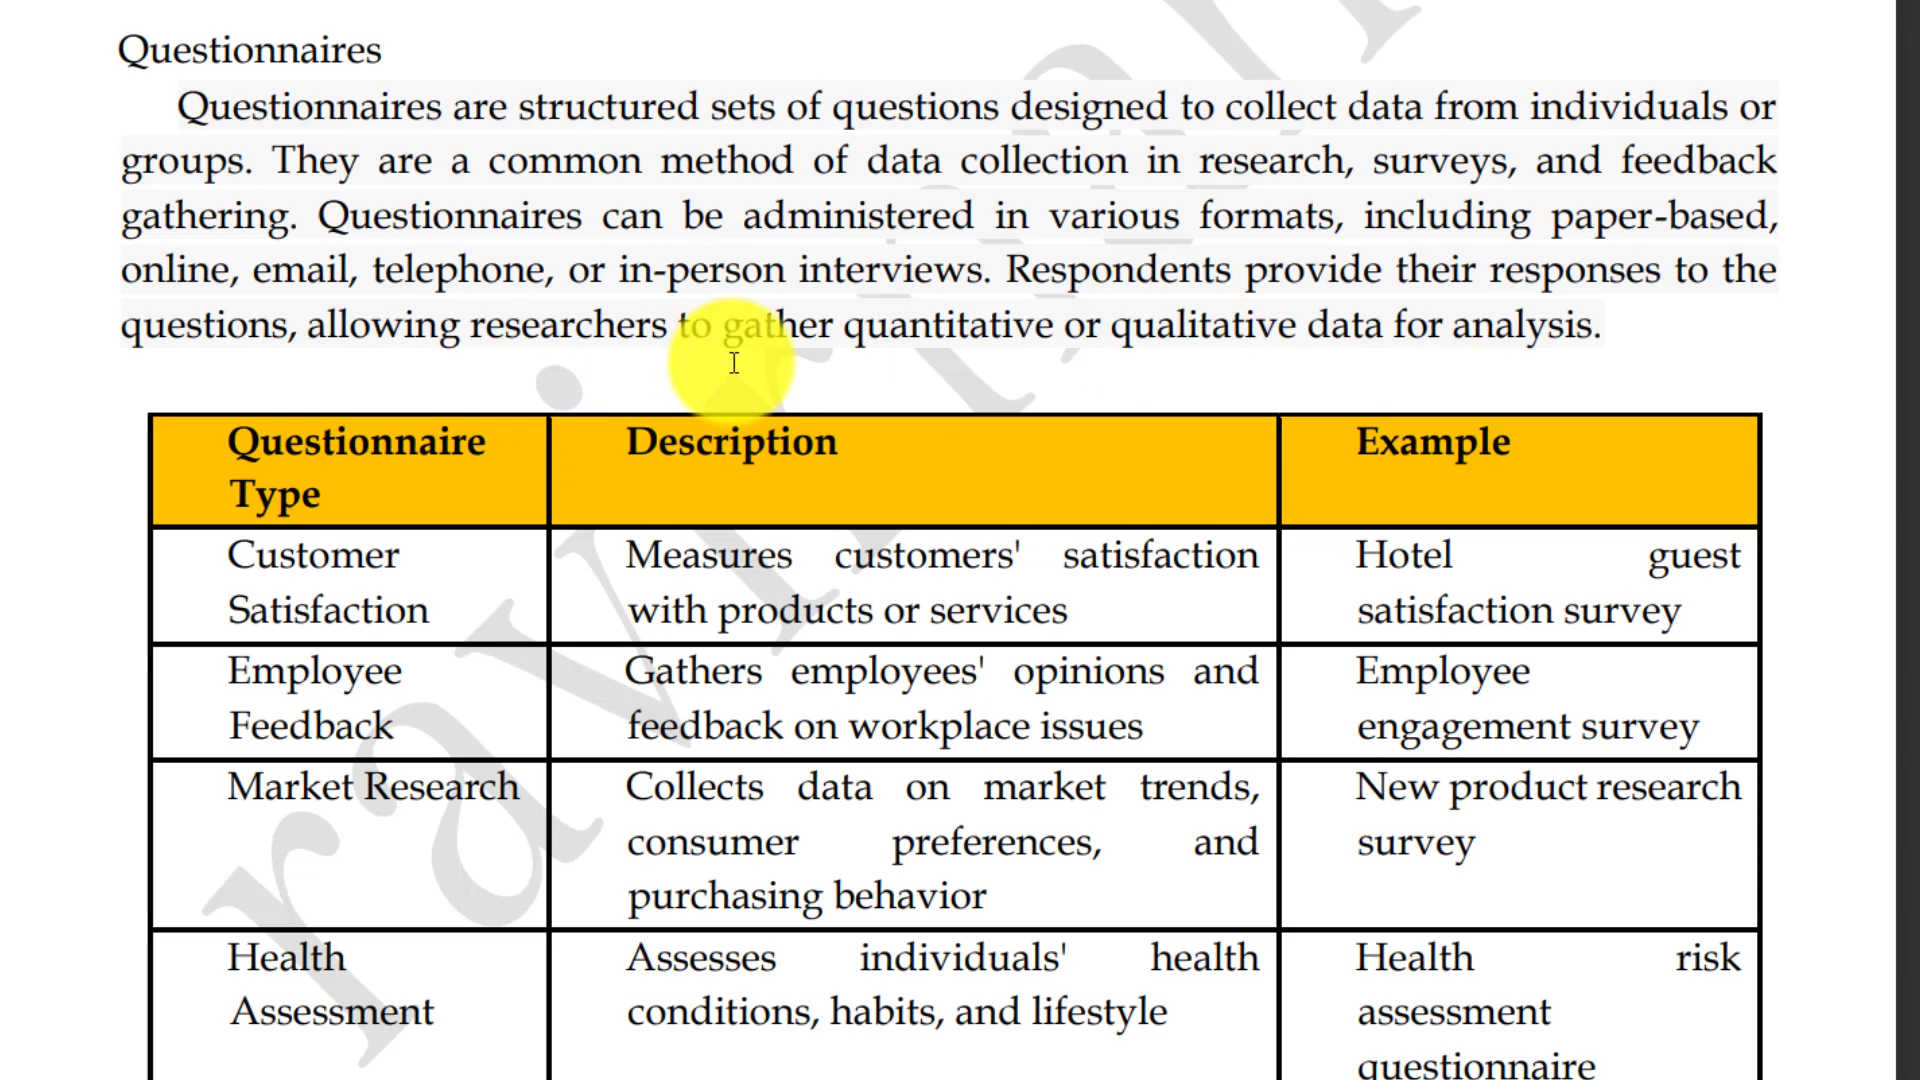 Questionnaires
Questionnaires are structured sets of questions designed to collect data from individuals or
groups. They are a common method of data collection in research, surveys, and feedback
gathering. Questionnaires can be administered in various formats, including paper-based,
online, email, telephone, or in-person interviews. Respondents provide their responses to the
questions, allowing researchers to gather quantitative or qualitative data for analysis.
Questionnaire
Type
Description
Example
Customer
Satisfaction
Measures customers' satisfaction
with products or services
Hotel guest
satisfaction survey
Employee
Feedback
Gathers employees' opinions and
feedback on workplace issues
Employee
engagement survey
Market Research
Collects data on market trends,
consumer preferences, and
purchasing behavior
New product research
survey
Health
Assessment
Assesses individuals' health
conditions, habits, and lifestyle
Health risk
assessment
questionnaire